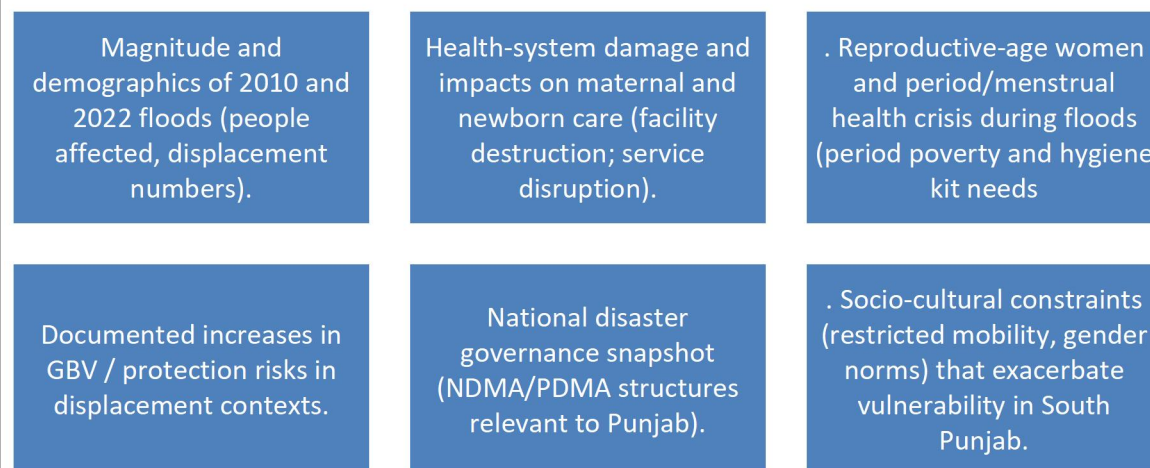 Magnitude and
demographics of 2010 and
2022 floods (people
affected, displacement
numbers).
Health-system damage and
impacts on maternal and
newborn care (facility
destruction; service
disruption).
. Reproductive-age women
and period/menstrual
health crisis during floods
(period poverty and hygiene
kit needs
Documented increases in
GBV / protection risks in
displacement contexts.
National disaster
governance snapshot
(NDMA/PDMA structures
relevant to Punjab).
. Socio-cultural constraints
(restricted mobility, gender
norms) that exacerbate
vulnerability in South
Punjab.